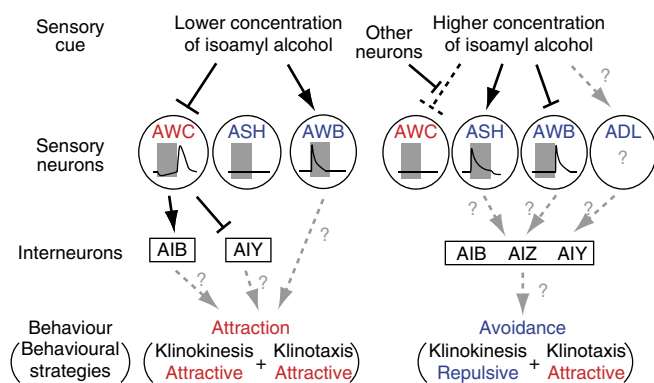 Sensory cue
Lower concentration of isoamyl alcohol
Other neurons
Higher concentration of isoamyl alcohol
?
Sensory neurons
AWC
ASH
AWB
AWC
ASH
AWB
ADL
?
?
?
?
?
Interneurons
AIB
AIY
AIB AIZ AIY
?
?
?
Behaviour
(Behavioural strategies)
Attraction
(Klinokinesis + Klinotaxis)
Attractive Attractive
Avoidance
(Klinokinesis + Klinotaxis)
Repulsive Attractive